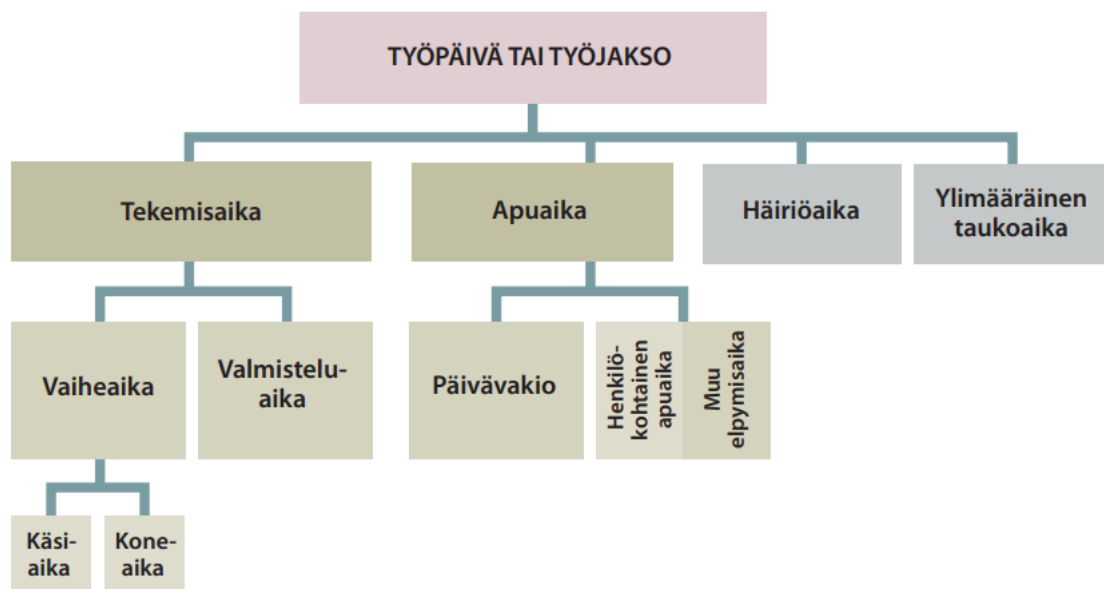 TYÖPÄIVÄ TAI TYÖJAKSO
Tekemisaika
Apuaika
Häiriöaika
Ylimääräinen
taukoaika
Vaiheaika
Valmistelu-
aika
Päivävakio
Henkilö-
kohtainen
apuaika
Muu
elpymisaika
Käsi-
aika
Kone-
aika